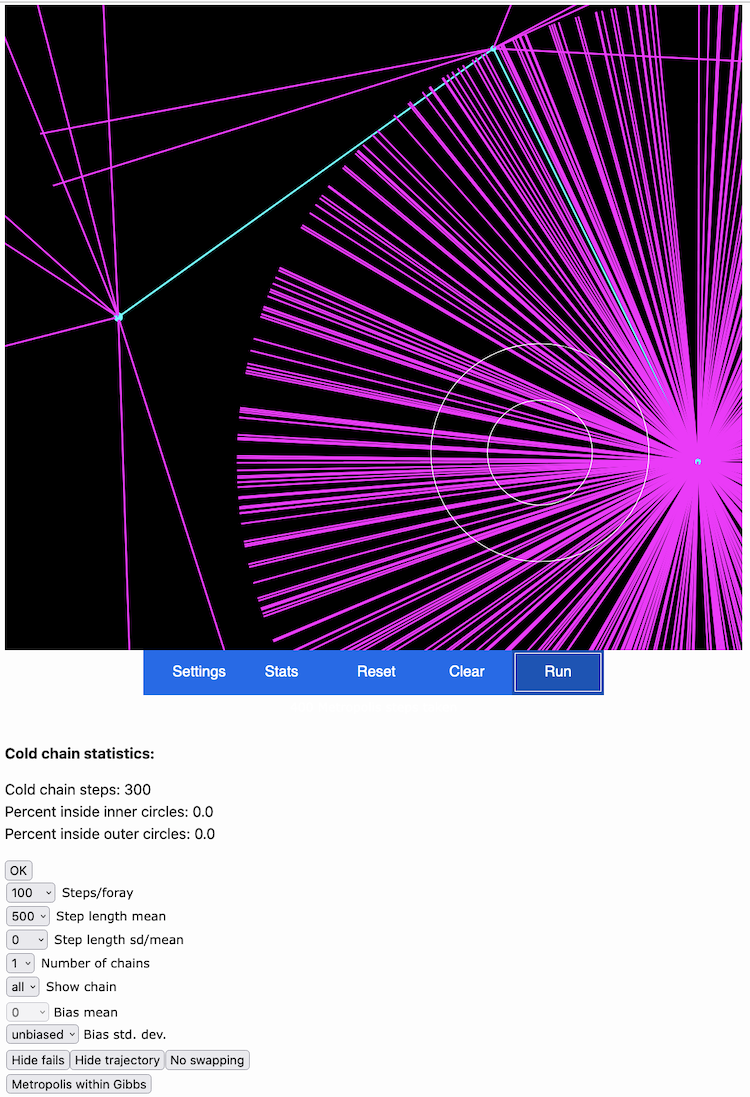 Settings Stats Reset Clear Run
Cold chain statistics:
Cold chain steps: 300
Percent inside inner circles: 0.0
Percent inside outer circles: 0.0
OK
100 Steps/foray
500 Step length mean
0 Step length sd/mean
1 Number of chains
all Show chain
0 Bias mean
unbiased Bias std. dev.
Hide fails Hide trajectory No swapping
Metropolis within Gibbs